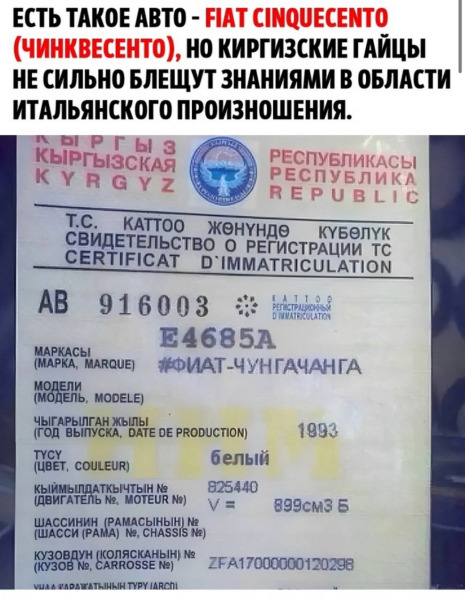 ЕСТЬ ТАКОЕ АВТО - FIAT CINQUECENTO
(ЧИНКВЕСЕНТО), НО КИРГИЗСКИЕ ГАЙЦЫ
НЕ СИЛЬНО БЛЕЩУТ ЗНАНИЯМИ В ОБЛАСТИ
ИТАЛЬЯНСКОГО ПРОИЗНОШЕНИЯ.
КЫРГЫЗ РЕСПУБЛИКАСЫ
КЫРГЫЗСКАЯ РЕСПУБЛИКА
KYRGYZ REPUBLIC
Т.С. КАТТОО ЖӨНҮНДӨ КҮБӨЛҮК
СВИДЕТЕЛЬСТВО О РЕГИСТРАЦИИ ТС
CERTIFICAT D'IMMATRICULATION
АВ 916003
КАТТОО
РЕГИСТРАЦИОННЫЙ
D'IMMATRICULATION
E4685A
МАРКАСЫ
(МАРКА, MARQUE) #ФИАТ-ЧУНГАЧАНГА
МОДЕЛИ
(МОДЕЛЬ, MODELE)
ЧЫГАРЫЛГАН ЖЫЛЫ
(ГОД ВЫПУСКА, DATE DE PRODUCTION) 1993
ТҮСҮ
(ЦВЕТ, COULEUR) белый
КЫЙМЫЛДАТКЫЧТЫН № 825440
(ДВИГАТЕЛЬ №, MOTEUR №) V = 899см3 Б
ШАССИНИН (РАМАСЫНЫН) №
(ШАССИ (РАМА) №, CHASSIS №)
КУЗОВДУН (КОЛЯСКАНЫН) №
(КУЗОВ №, CARROSSE №) ZFA17000000120298